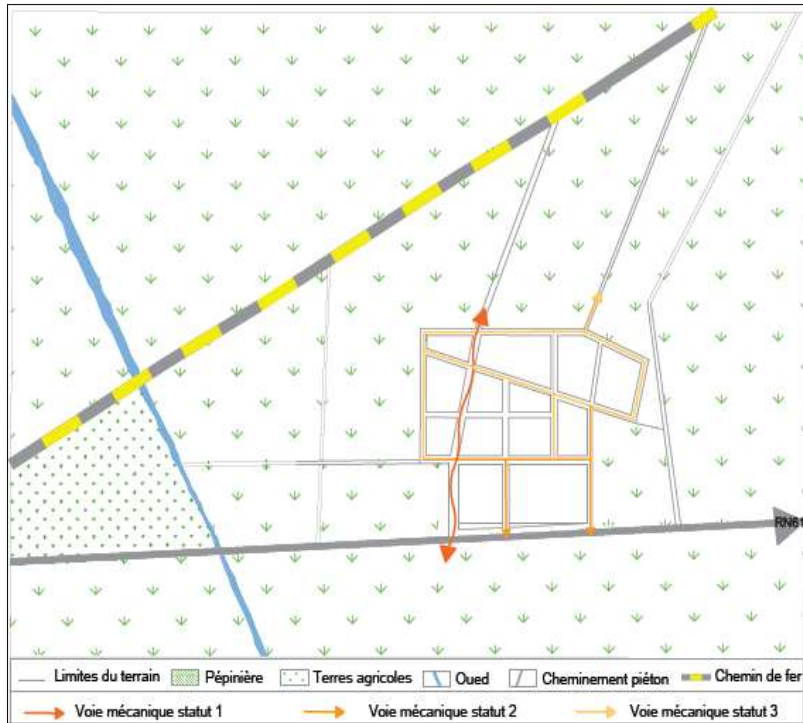 RN61
Limites du terrain Pépinière Terres agricoles Oued Cheminement piéton Chemin de fer
Voie mécanique statut 1 Voie mécanique statut 2 Voie mécanique statut 3